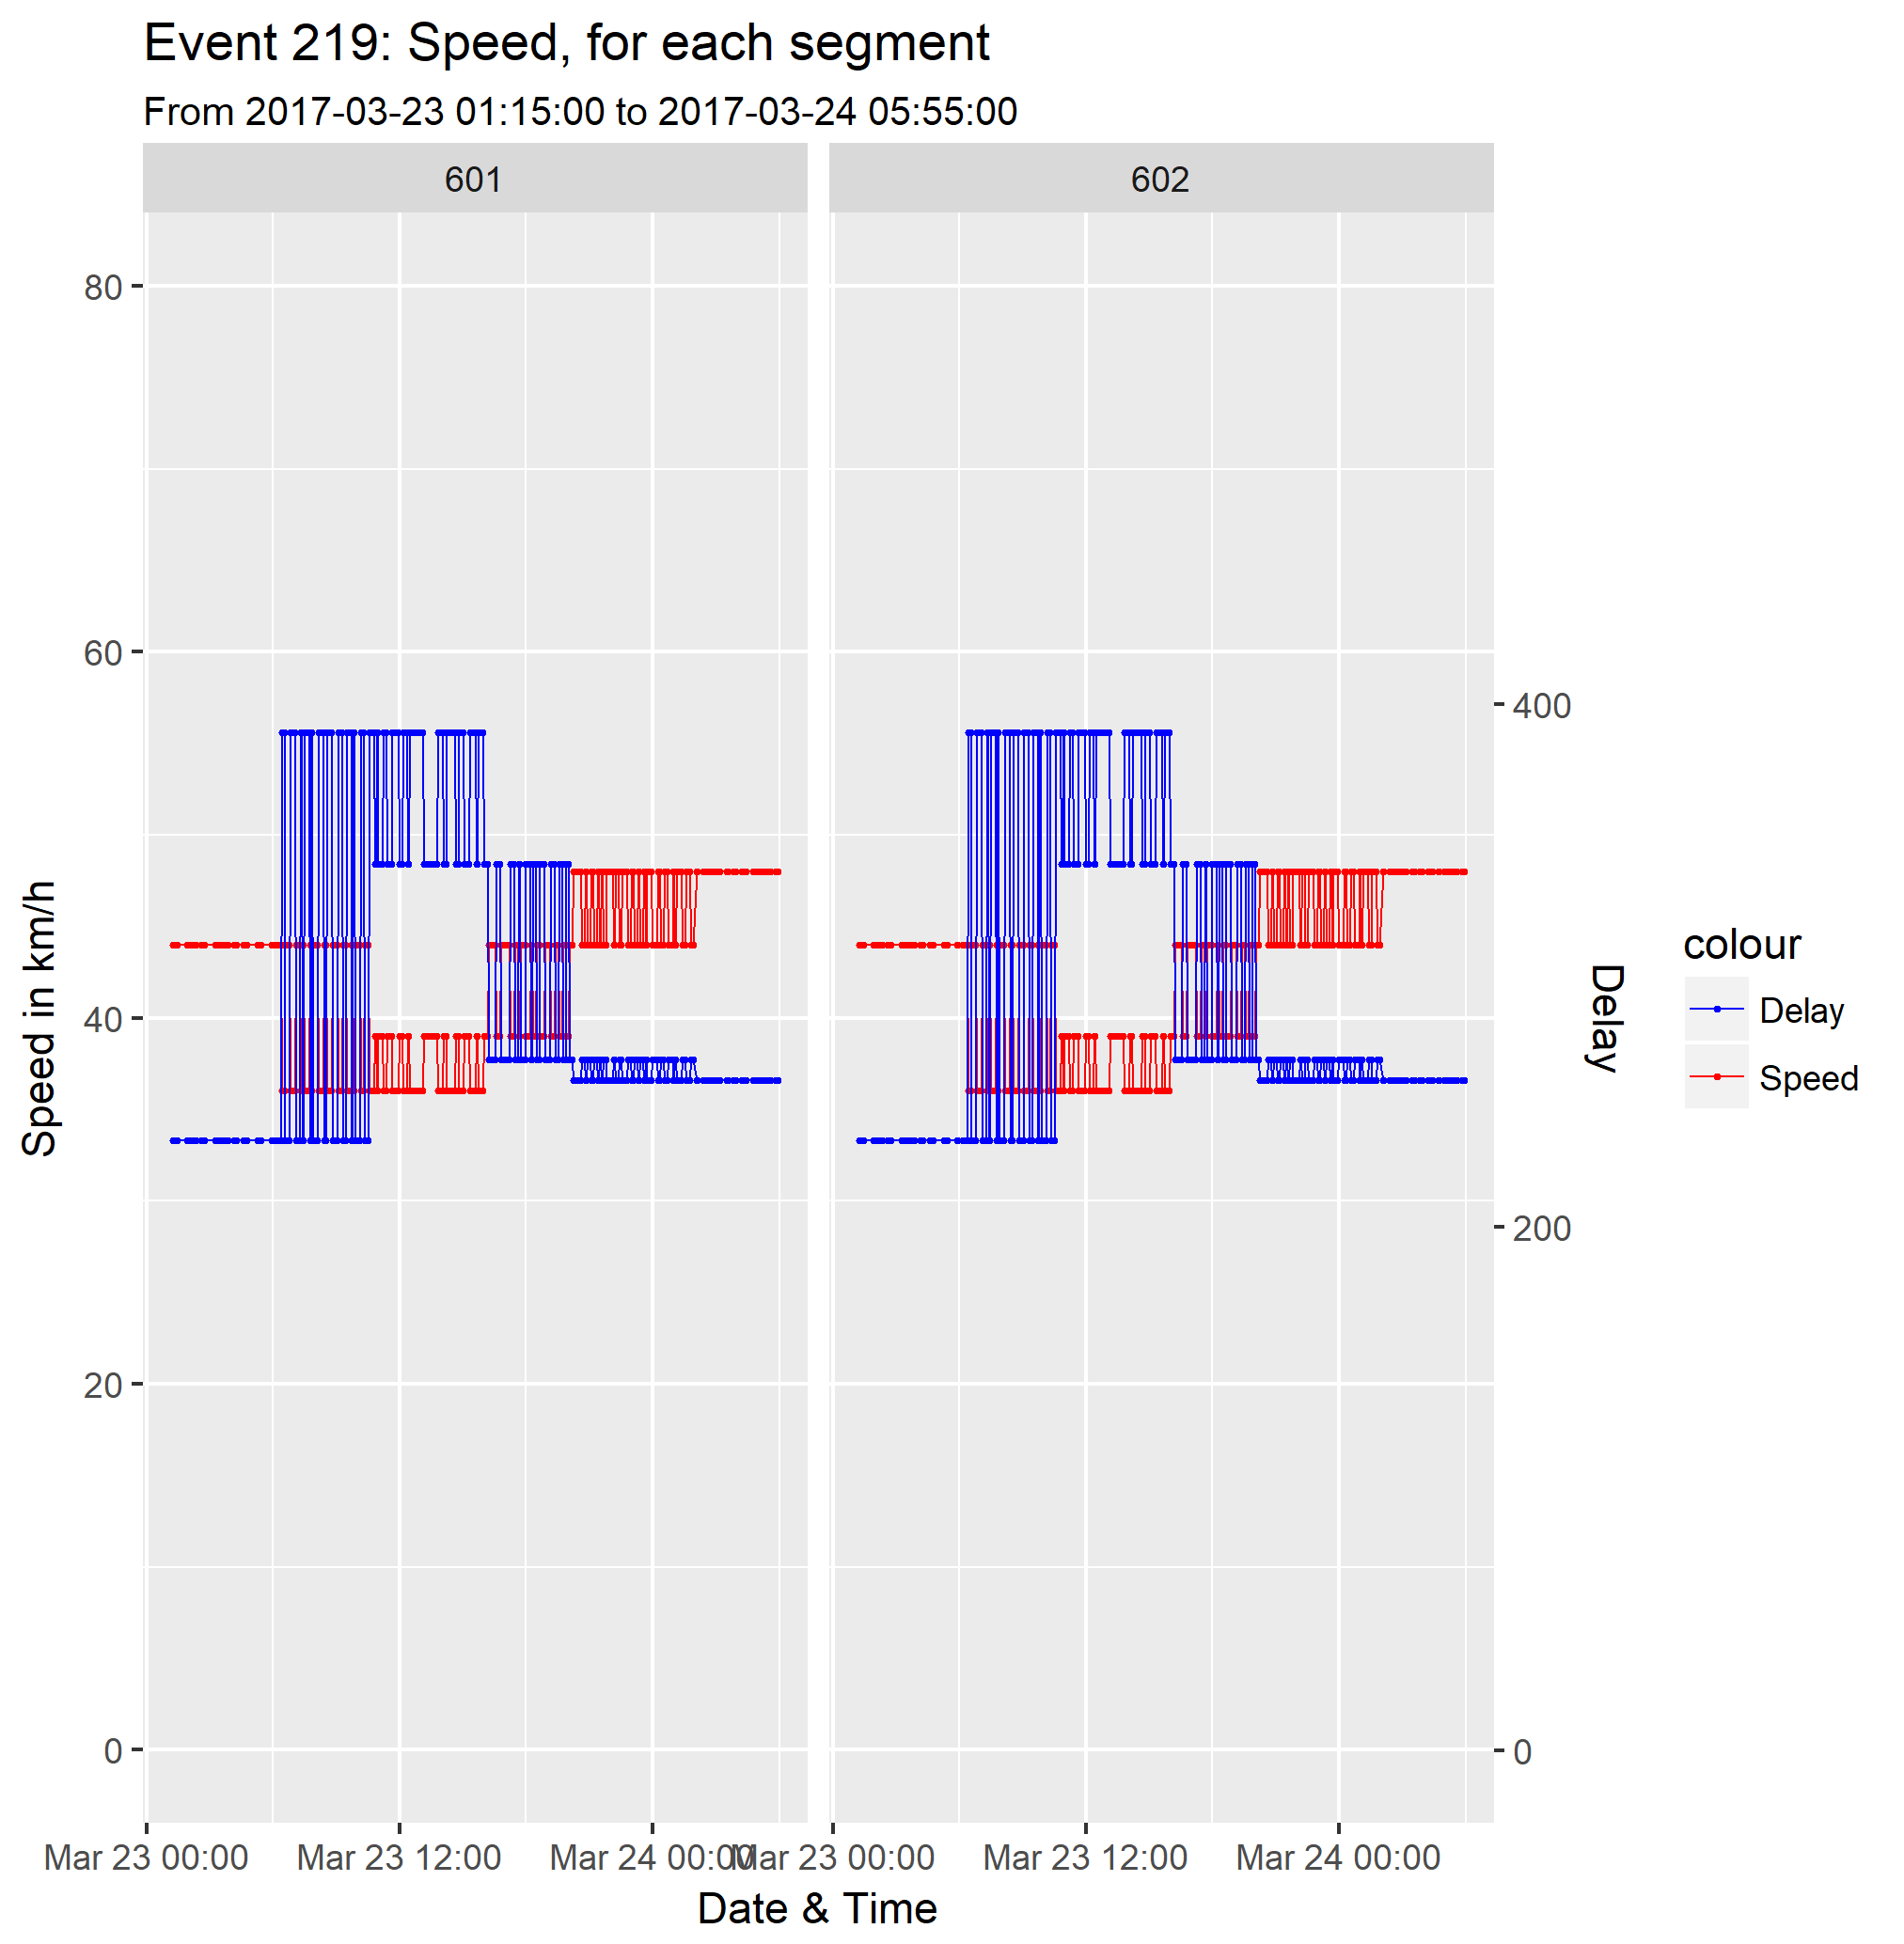 Event 219: Speed, for each segment
From 2017-03-23 01:15:00 to 2017-03-24 05:55:00
601
602
80
60
40
20
0
Speed in km/h
400
200
0
Delay
colour
Delay
Speed
Mar 23 00:00
Mar 23 12:00
Mar 24 00:00
Mar 23 00:00
Mar 23 12:00
Mar 24 00:00
Date & Time